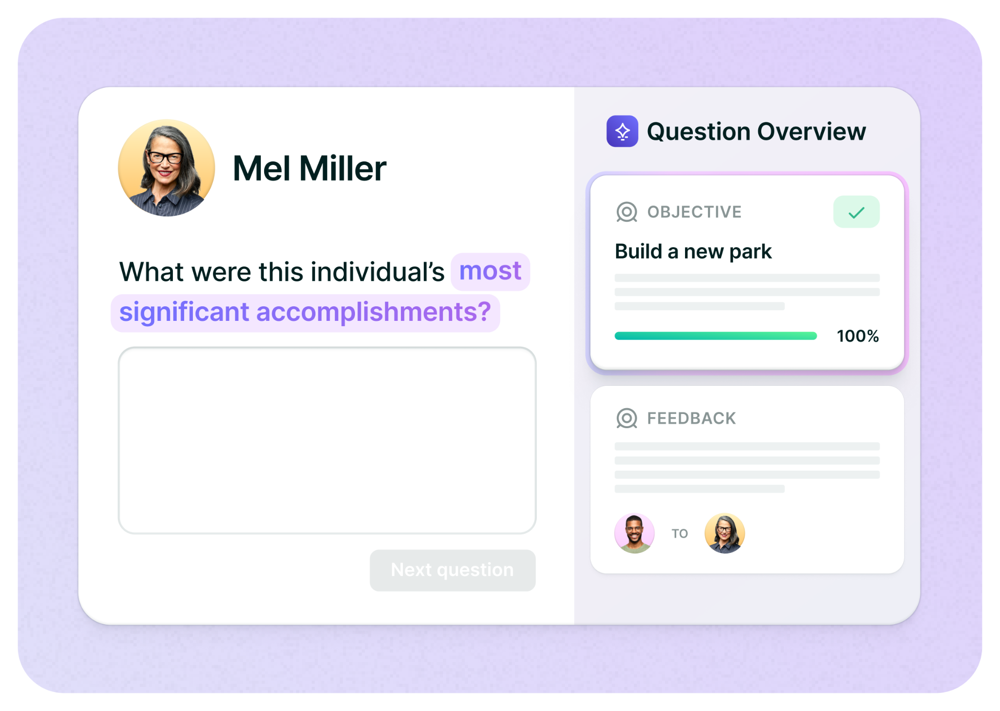 Mel Miller
What were this individual’s most
significant accomplishments?
Next question
Question Overview
OBJECTIVE
Build a new park
100%
FEEDBACK
TO